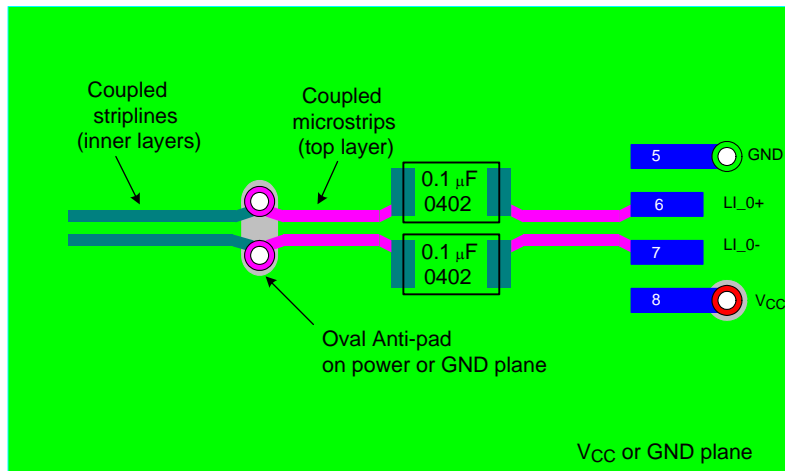 Coupled
striplines
(inner layers)
Coupled
microstrips
(top layer)
0.1 μF
0402
0.1 μF
0402
5
GND
6
LI_0+
7
LI_0-
8
VCC
Oval Anti-pad
on power or GND plane
VCC or GND plane